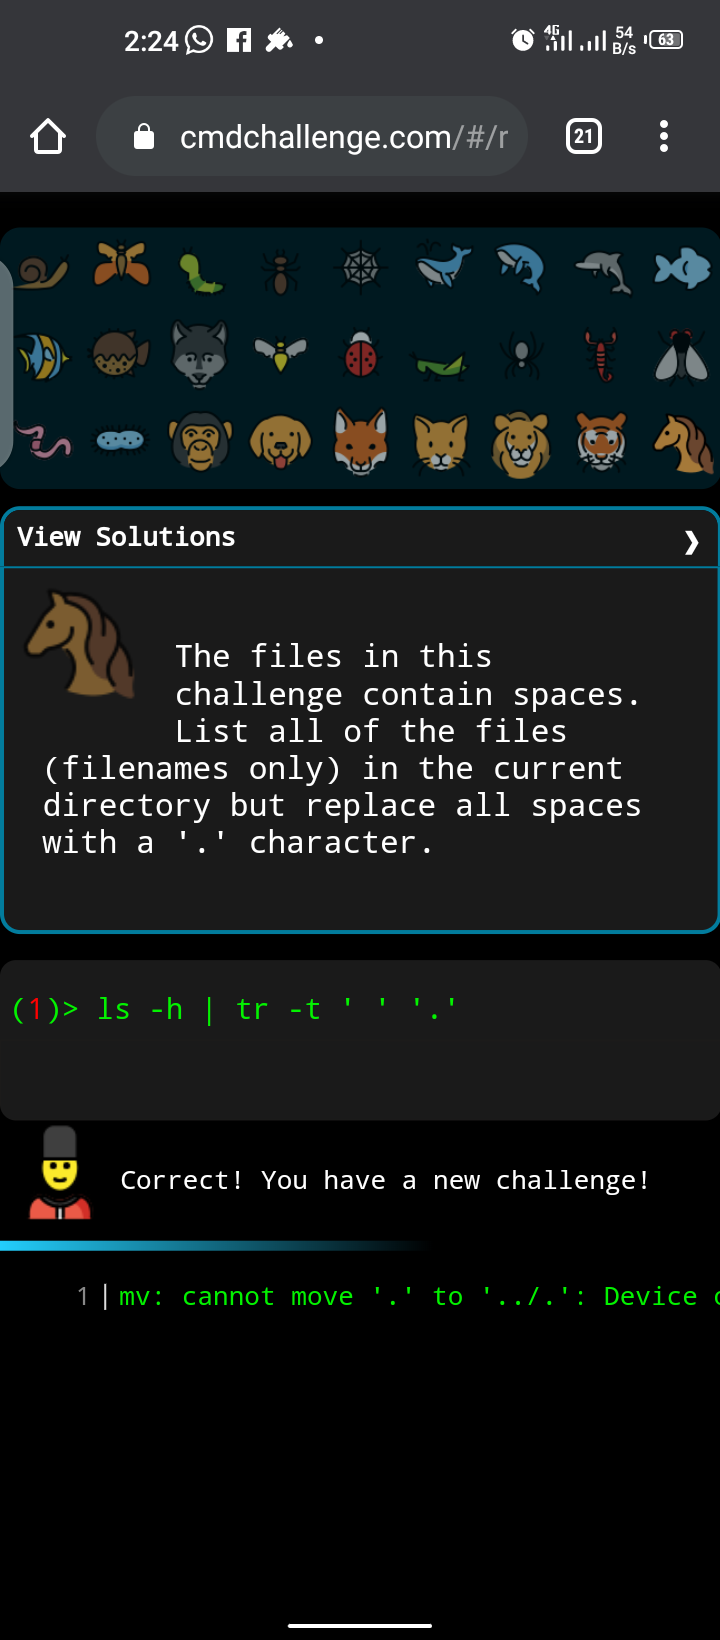 2:24
4G
54
B/s
63
cmdchallenge.com/#/r
21
View Solutions ❯
The files in this
challenge contain spaces.
List all of the files
(filenames only) in the current
directory but replace all spaces
with a '.' character.
(1)> ls -h | tr -t ' ' '.'
Correct! You have a new challenge!
1 | mv: cannot move '.' to '../.': Device